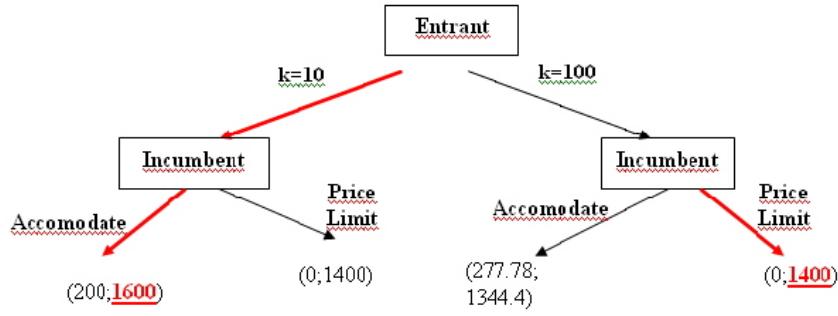 Entrant
k=10
k=100
Incumbent
Incumbent
Accomodate
Price
Limit
Accomodate
Price
Limit
(200;1600)
(0;1400)
(277.78;
1344.4)
(0;1400)